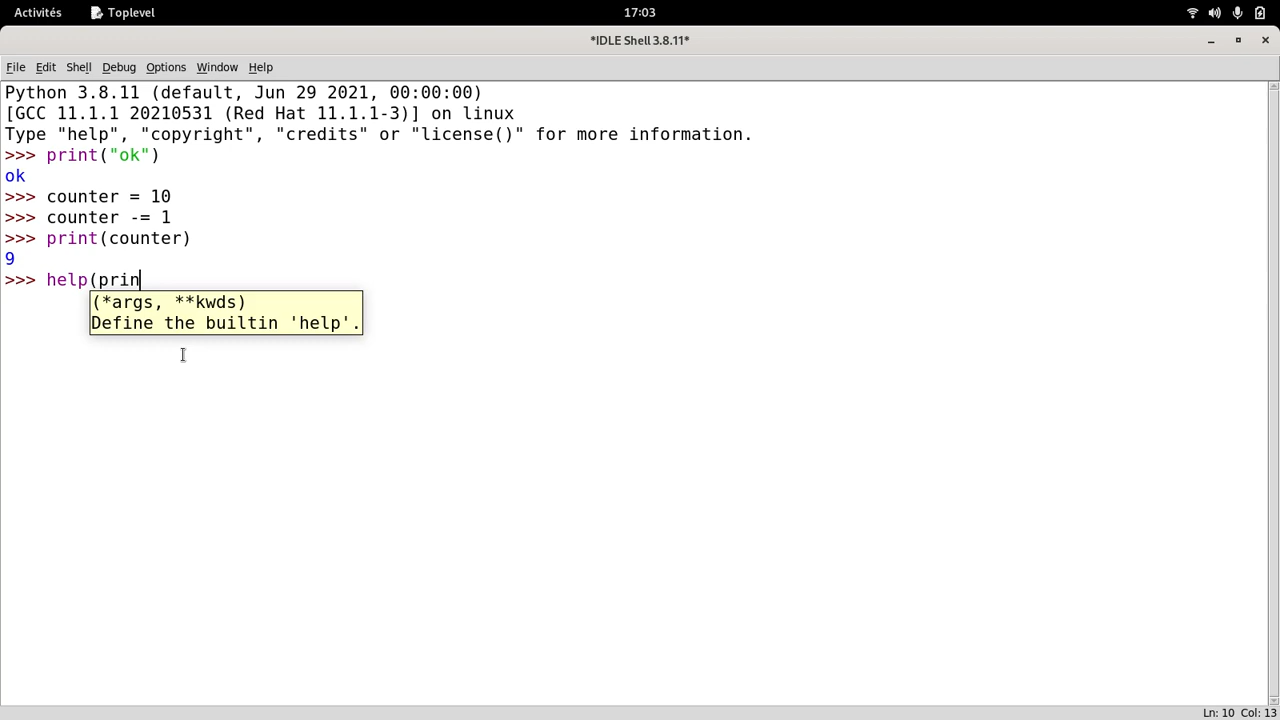 Activités Toplevel 17:03
*IDLE Shell 3.8.11*
File Edit Shell Debug Options Window Help
Python 3.8.11 (default, Jun 29 2021, 00:00:00)
[GCC 11.1.1 20210531 (Red Hat 11.1.1-3)] on linux
Type "help", "copyright", "credits" or "license()" for more information.
>>> print("ok")
ok
>>> counter = 10
>>> counter -= 1
>>> print(counter)
9
>>> help(prin
(*args, **kwds)
Define the builtin 'help'.
Ln: 10 Col: 13